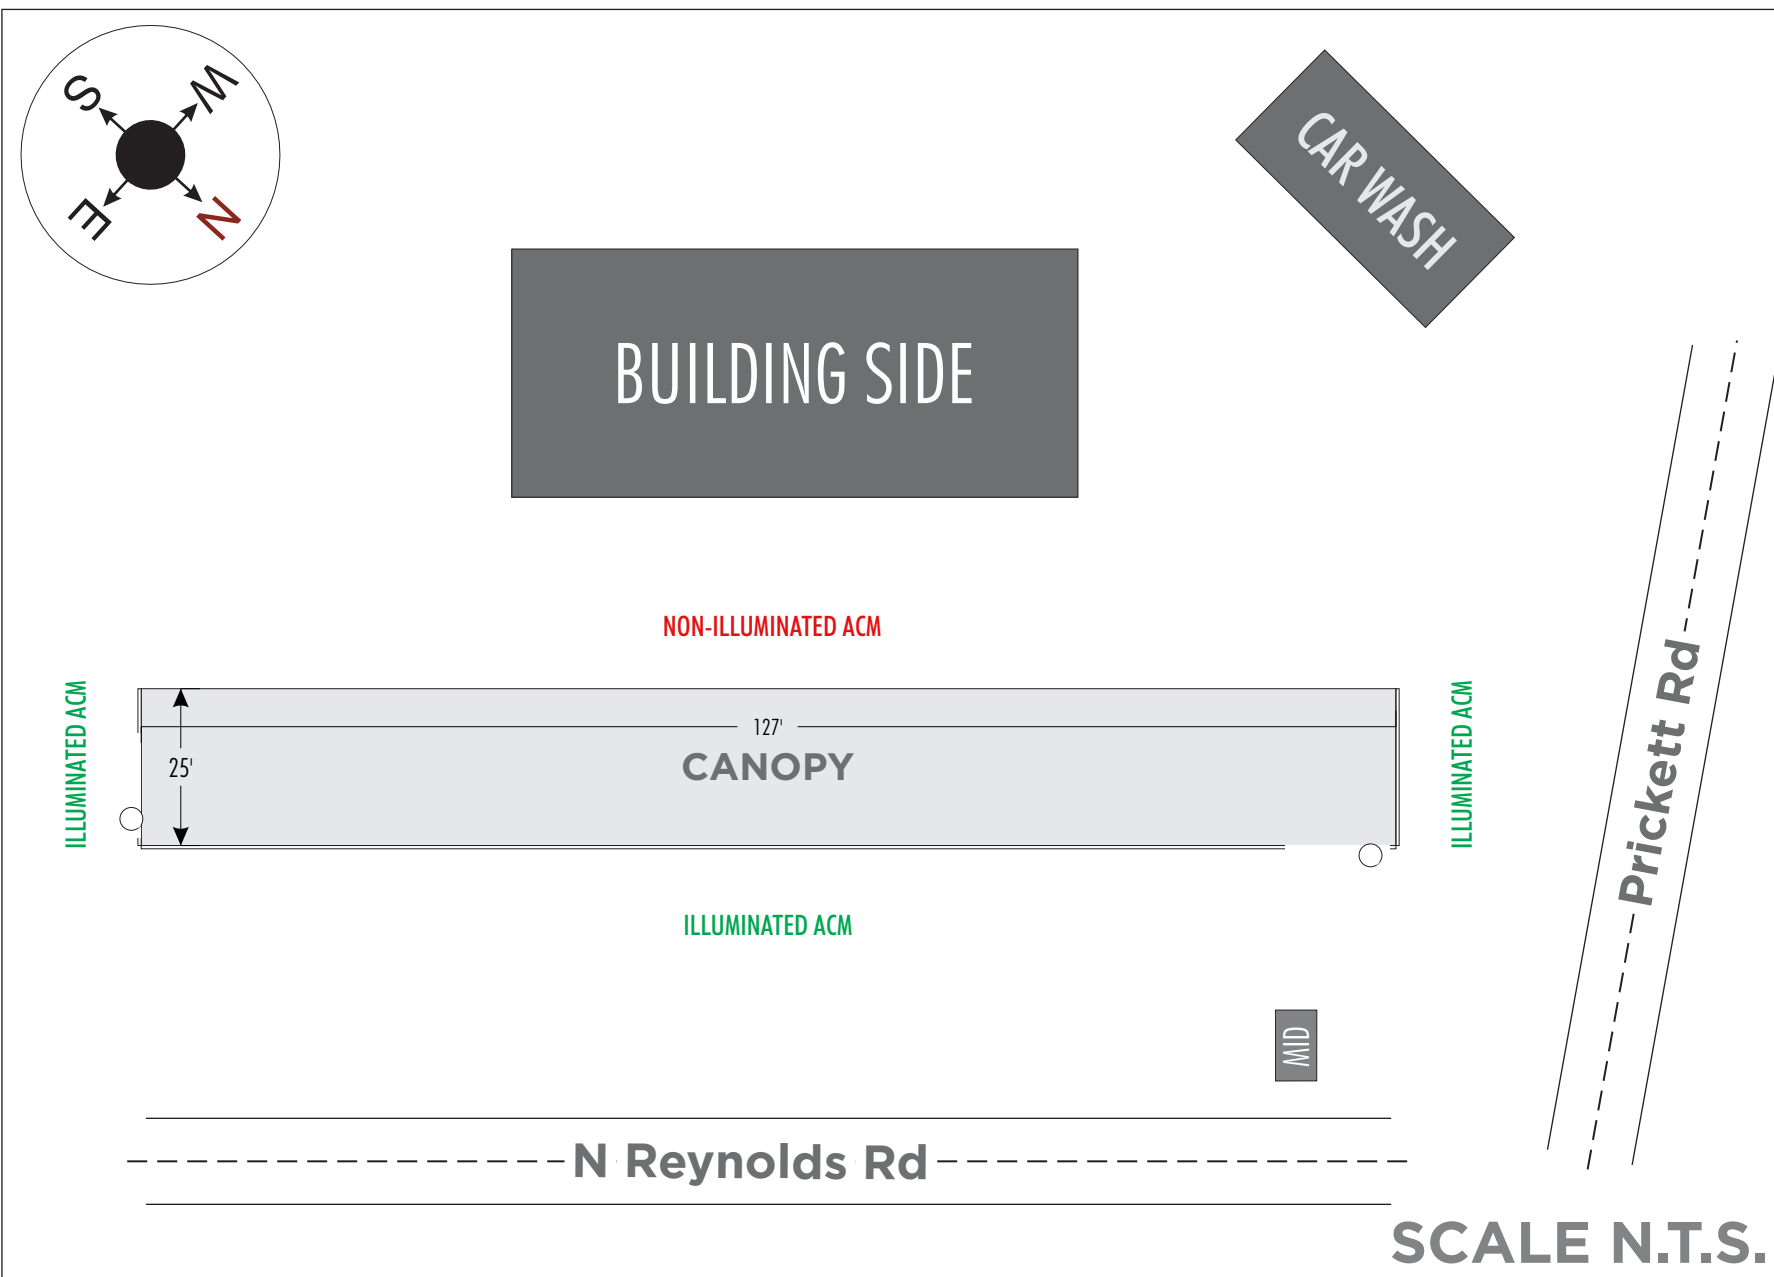 S
W
E
N
CAR WASH
BUILDING SIDE
NON-ILLUMINATED ACM
ILLUMINATED ACM
127'
25'
CANOPY
ILLUMINATED ACM
Prickett Rd
ILLUMINATED ACM
MID
N Reynolds Rd
SCALE N.T.S.